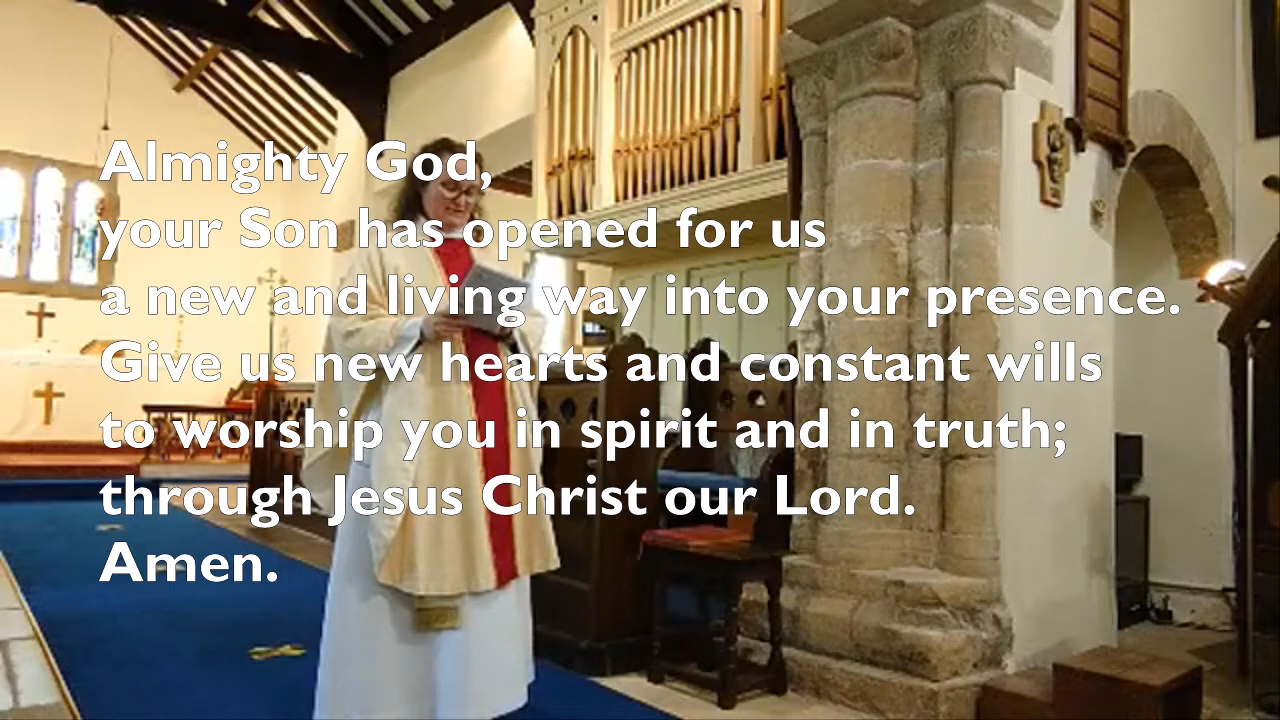 Almighty God,
your Son has opened for us
a new and living way into your presence.
Give us new hearts and constant wills
to worship you in spirit and in truth;
through Jesus Christ our Lord.
Amen.